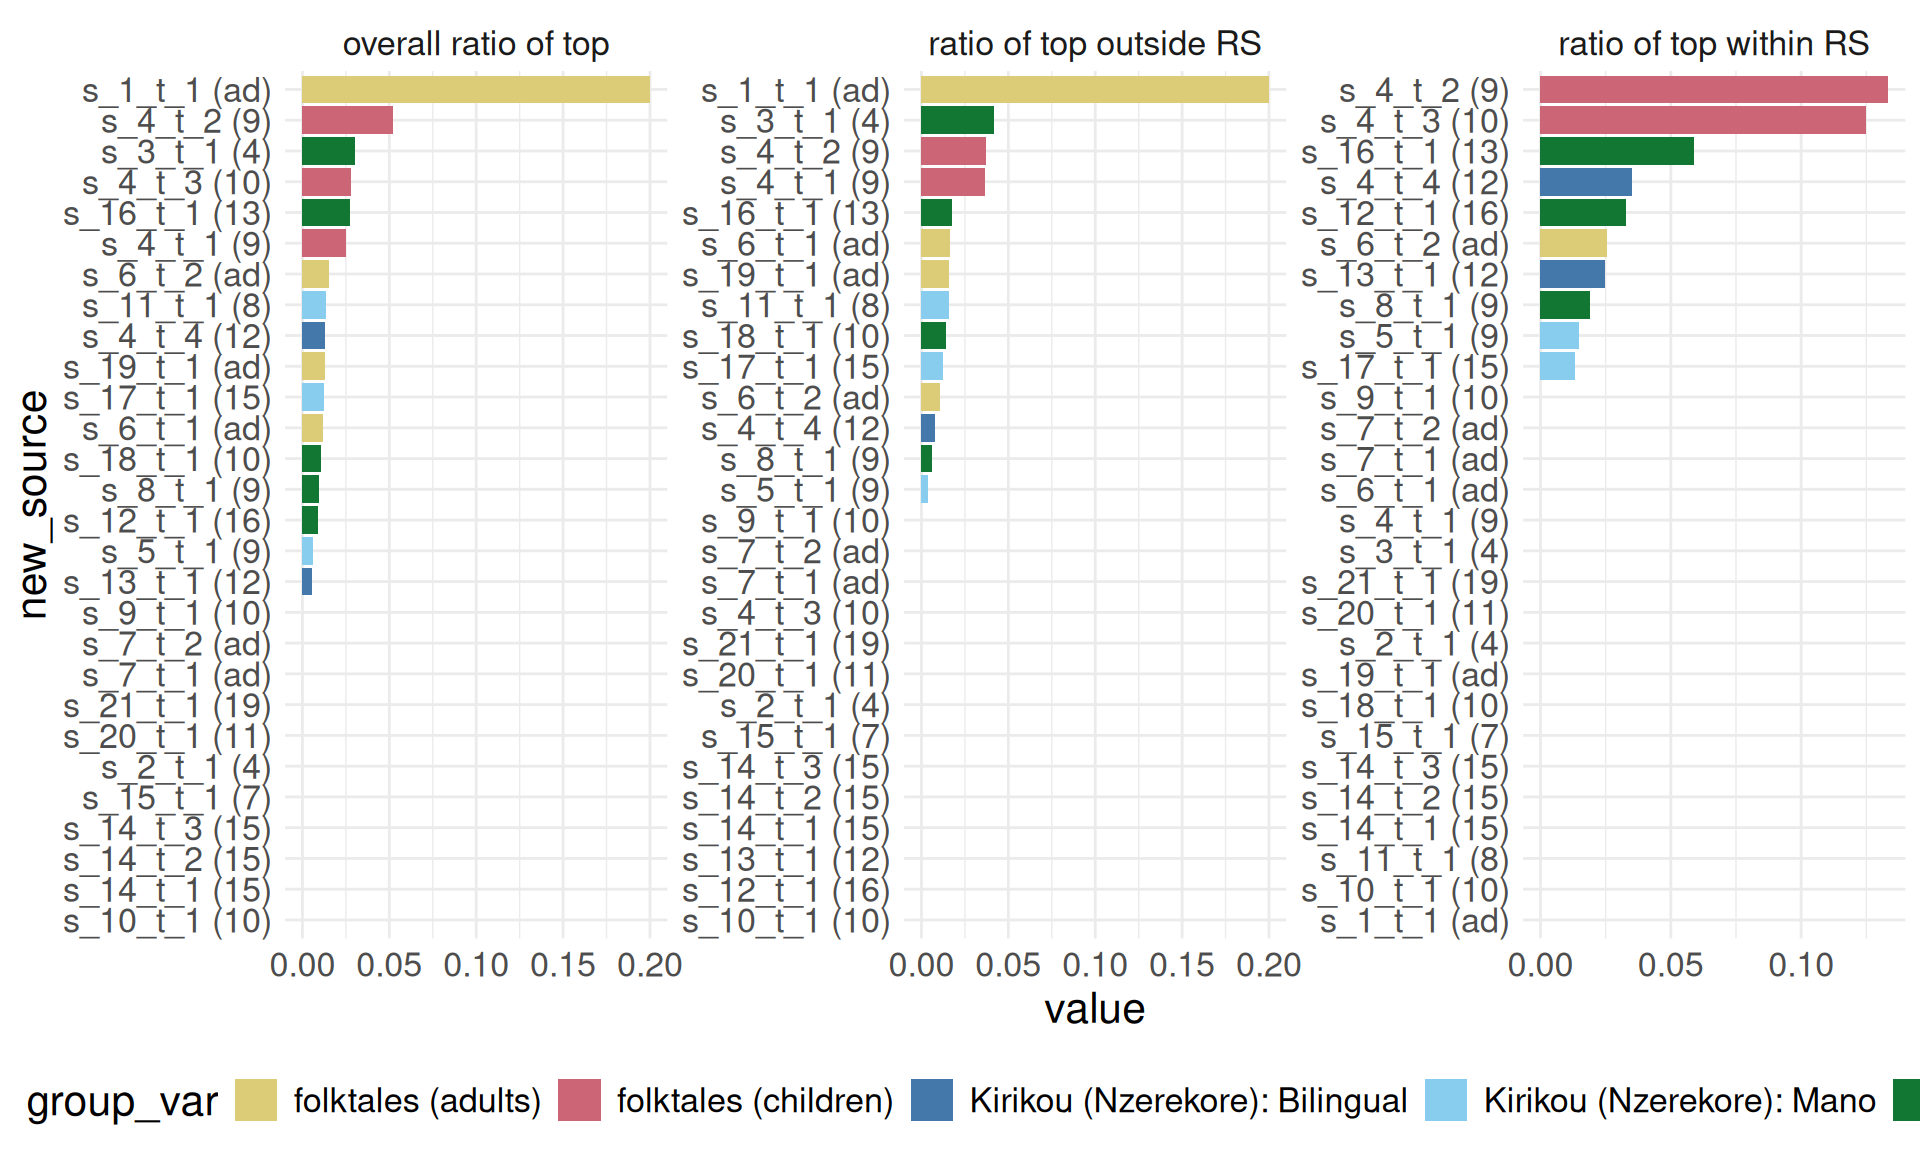 overall ratio of top
s_1_t_1 (ad)
s_4_t_2 (9)
s_3_t_1 (4)
s_4_t_3 (10)
s_16_t_1 (13)
s_4_t_1 (9)
s_6_t_2 (ad)
s_11_t_1 (8)
s_4_t_4 (12)
s_19_t_1 (ad)
s_17_t_1 (15)
s_6_t_1 (ad)
s_18_t_1 (10)
s_8_t_1 (9)
s_12_t_1 (16)
s_5_t_1 (9)
s_13_t_1 (12)
s_9_t_1 (10)
s_7_t_2 (ad)
s_7_t_1 (ad)
s_21_t_1 (19)
s_20_t_1 (11)
s_2_t_1 (4)
s_15_t_1 (7)
s_14_t_3 (15)
s_14_t_2 (15)
s_14_t_1 (15)
s_10_t_1 (10)
0.00 0.05 0.10 0.15 0.20
ratio of top outside RS
s_1_t_1 (ad)
s_3_t_1 (4)
s_4_t_2 (9)
s_4_t_1 (9)
s_16_t_1 (13)
s_6_t_1 (ad)
s_19_t_1 (ad)
s_11_t_1 (8)
s_18_t_1 (10)
s_17_t_1 (15)
s_6_t_2 (ad)
s_4_t_4 (12)
s_8_t_1 (9)
s_5_t_1 (9)
s_9_t_1 (10)
s_7_t_2 (ad)
s_7_t_1 (ad)
s_4_t_3 (10)
s_21_t_1 (19)
s_20_t_1 (11)
s_2_t_1 (4)
s_15_t_1 (7)
s_14_t_3 (15)
s_14_t_2 (15)
s_14_t_1 (15)
s_13_t_1 (12)
s_12_t_1 (16)
s_10_t_1 (10)
0.00 0.05 0.10 0.15 0.20
ratio of top within RS
s_4_t_2 (9)
s_4_t_3 (10)
s_16_t_1 (13)
s_4_t_4 (12)
s_12_t_1 (16)
s_6_t_2 (ad)
s_13_t_1 (12)
s_8_t_1 (9)
s_5_t_1 (9)
s_17_t_1 (15)
s_9_t_1 (10)
s_7_t_2 (ad)
s_7_t_1 (ad)
s_6_t_1 (ad)
s_4_t_1 (9)
s_3_t_1 (4)
s_21_t_1 (19)
s_20_t_1 (11)
s_2_t_1 (4)
s_19_t_1 (ad)
s_18_t_1 (10)
s_15_t_1 (7)
s_14_t_3 (15)
s_14_t_2 (15)
s_14_t_1 (15)
s_11_t_1 (8)
s_10_t_1 (10)
s_1_t_1 (ad)
0.00 0.05 0.10
new_source
value
group_var folktales (adults) folktales (children) Kirikou (Nzerekore): Bilingual Kirikou (Nzerekore): Mano